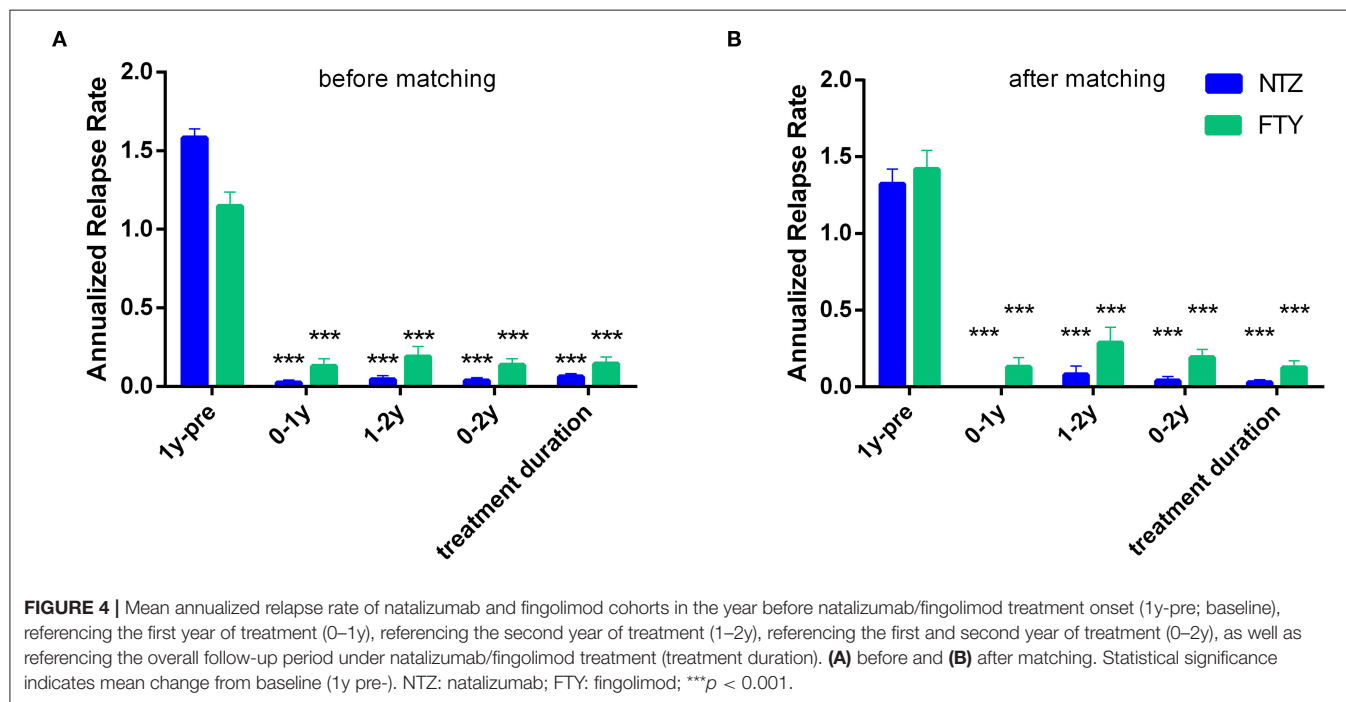 A
before matching
Annualized Relapse Rate
2.0
1.5
1.0
0.5
0.0
*** *** *** *** *** *** *** ***
1y-pre 0-1y 1-2y 0-2y treatment duration
B
after matching
NTZ
FTY
Annualized Relapse Rate
2.0
1.5
1.0
0.5
0.0
*** *** *** *** *** *** *** ***
1y-pre 0-1y 1-2y 0-2y treatment duration
FIGURE 4 | Mean annualized relapse rate of natalizumab and fingolimod cohorts in the year before natalizumab/fingolimod treatment onset (1y-pre; baseline),
referencing the first year of treatment (0–1y), referencing the second year of treatment (1–2y), referencing the first and second year of treatment (0–2y), as well as
referencing the overall follow-up period under natalizumab/fingolimod treatment (treatment duration). (A) before and (B) after matching. Statistical significance
indicates mean change from baseline (1y pre-). NTZ: natalizumab; FTY: fingolimod; ***p < 0.001.